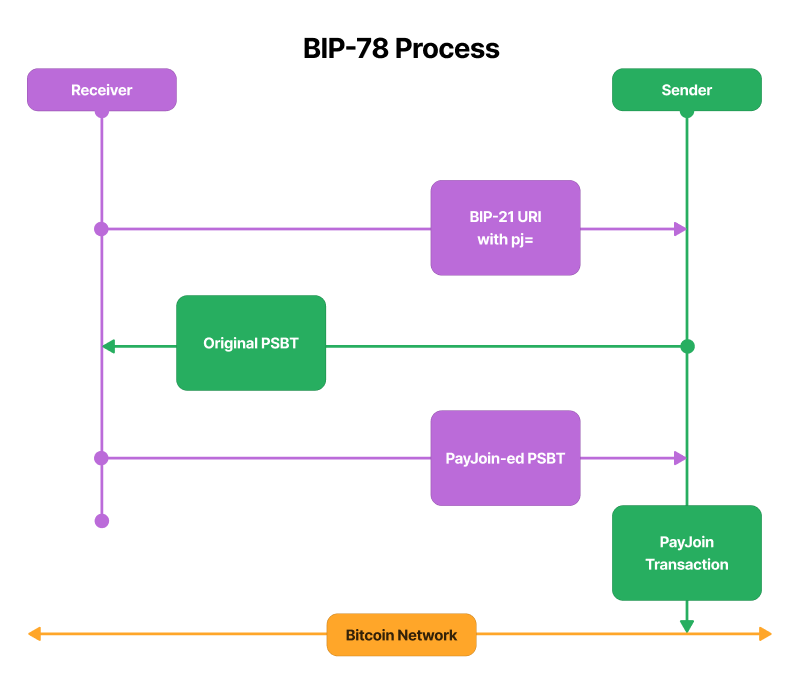 BIP-78 Process
Receiver
Sender
BIP-21 URI
with pj=
Original PSBT
PayJoin-ed PSBT
PayJoin
Transaction
Bitcoin Network